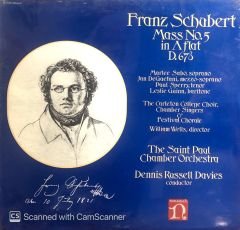 Franz Schubert
Mass No. 5
in A flat
D. 673
Marlee Sabo, soprano
Jan DeGaetani, mezzo-soprano
Paul Sperry, tenor
Leslie Guinn, baritone
The Carleton College Choir,
Chamber Singers
&
Festival Chorale
William Wells, director
The Saint Paul
Chamber Orchestra
Dennis Russell Davies
conductor
CS Scanned with CamScanner